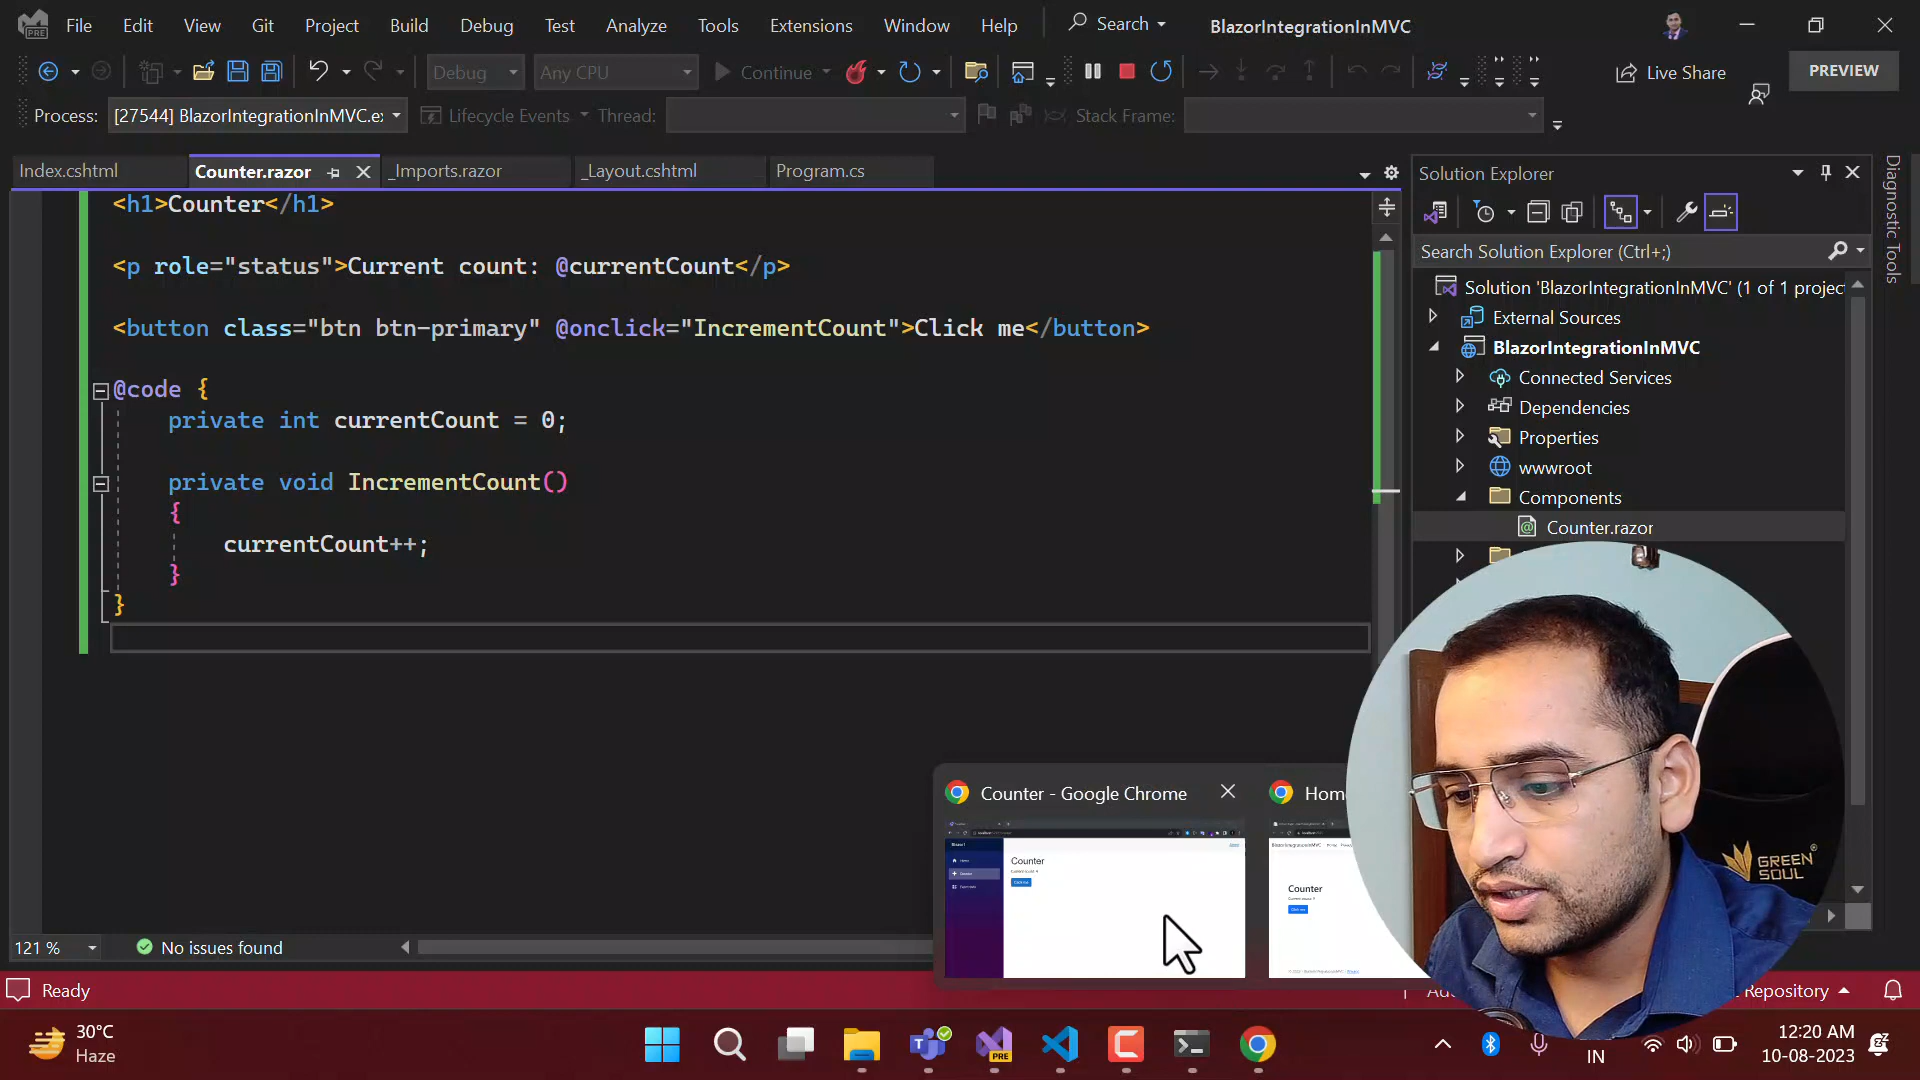 File Edit View Git Project Build Debug Test Analyze Tools Extensions Window Help Search BlazorIntegrationInMVC
Debug Any CPU Continue Live Share PREVIEW
Process: [27544] BlazorIntegrationInMVC.ex Lifecycle Events Thread: Stack Frame:
Index.cshtml Counter.razor _Imports.razor _Layout.cshtml Program.cs
<h1>Counter</h1>
<p role="status">Current count: @currentCount</p>
<button class="btn btn-primary" @onclick="IncrementCount">Click me</button>
@code {
private int currentCount = 0;
private void IncrementCount()
{
currentCount++;
}
}
Solution Explorer
Search Solution Explorer (Ctrl+;)
Solution 'BlazorIntegrationInMVC' (1 of 1 project
External Sources
BlazorIntegrationInMVC
Connected Services
Dependencies
Properties
wwwroot
Components
Counter.razor
Diagnostic Tools
Counter - Google Chrome
Hom
Counter
Click me
Counter
GREEN
SOUL
121 % No issues found
Ready
Repository
30°C
Haze
PRE
IN
12:20 AM
10-08-2023